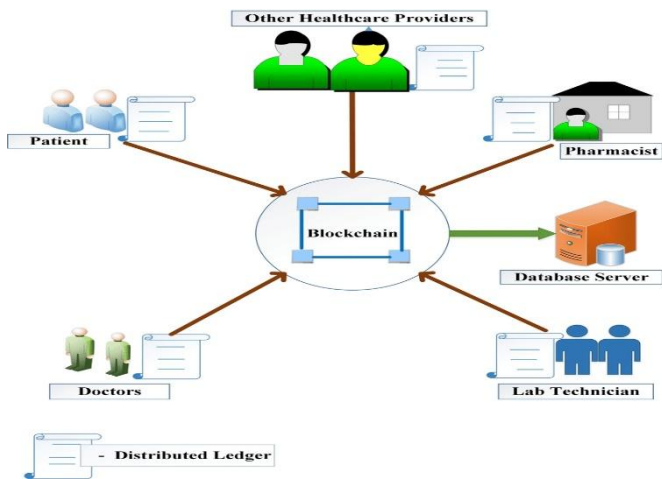 Other Healthcare Providers
Patient
Pharmacist
Blockchain
Database Server
Doctors
Lab Technician
- Distributed Ledger